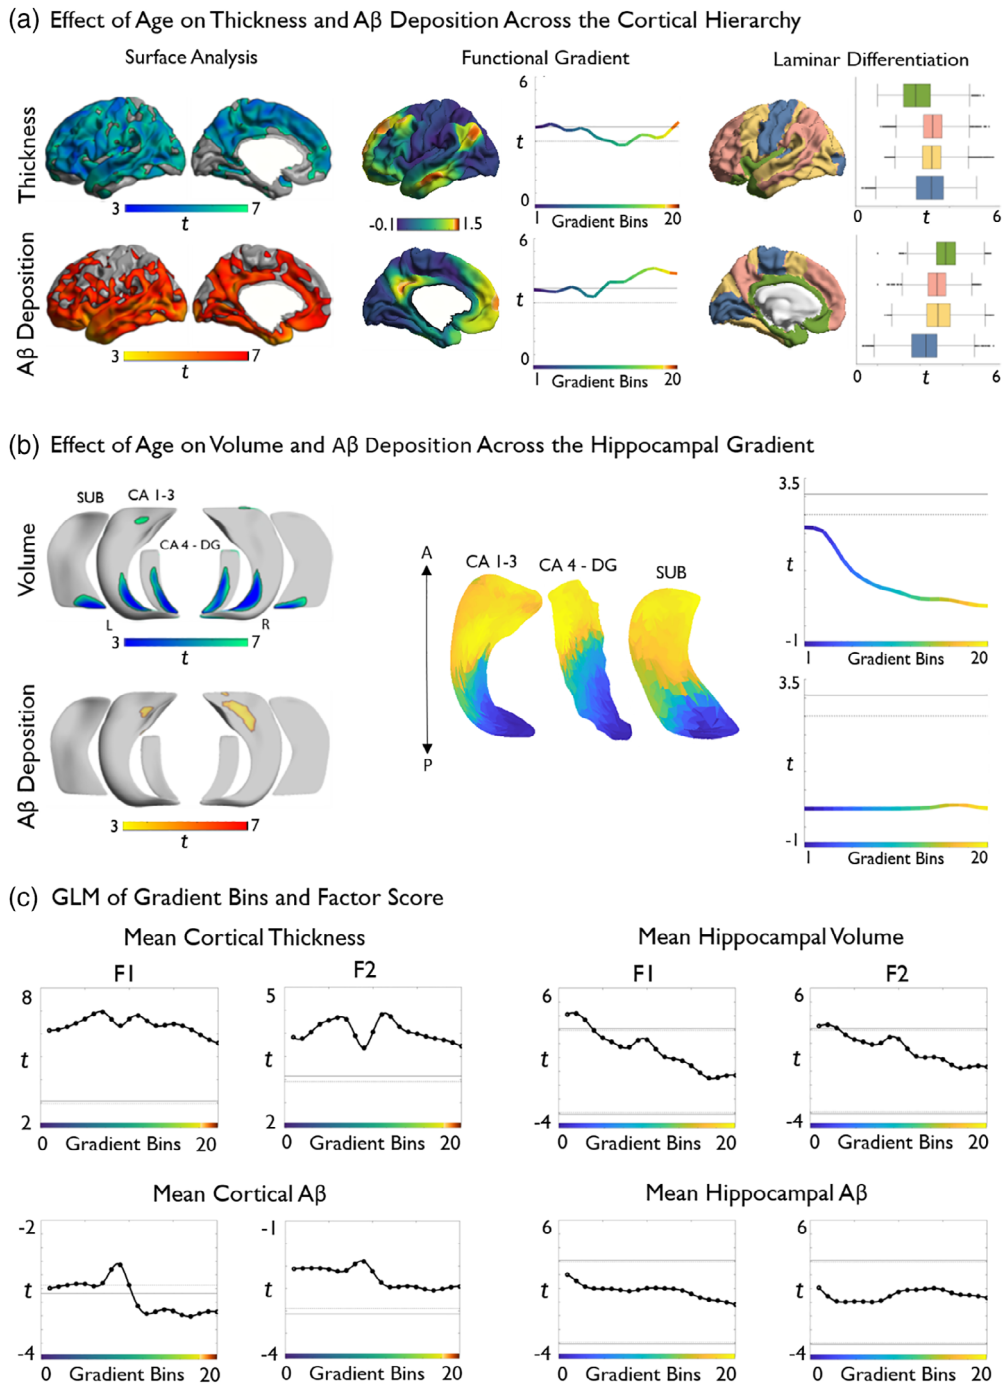 (a) Effect of Age on Thickness and Aβ Deposition Across the Cortical Hierarchy
Surface Analysis
Functional Gradient
Laminar Differentiation
Thickness
3 7
t
-0.1 1.5
6
t
0
1 Gradient Bins 20
0 t 6
Aβ Deposition
3 7
t
6
t
0
1 Gradient Bins 20
0 t 6
(b) Effect of Age on Volume and Aβ Deposition Across the Hippocampal Gradient
Volume
SUB
CA 1-3
CA 4 - DG
L R
3 7
t
Aβ Deposition
3 7
t
A
P
CA 1-3
CA 4 - DG
SUB
3.5
t
-1
1 Gradient Bins 20
3.5
t
-1
1 Gradient Bins 20
(c) GLM of Gradient Bins and Factor Score
Mean Cortical Thickness
F1
8
t
2
0 Gradient Bins 20
F2
5
t
2
0 Gradient Bins 20
Mean Hippocampal Volume
F1
6
t
-4
0 Gradient Bins 20
F2
6
t
-4
0 Gradient Bins 20
Mean Cortical Aβ
-2
t
-4
0 Gradient Bins 20
-1
t
-4
0 Gradient Bins 20
Mean Hippocampal Aβ
6
t
-4
0 Gradient Bins 20
6
t
-4
0 Gradient Bins 20